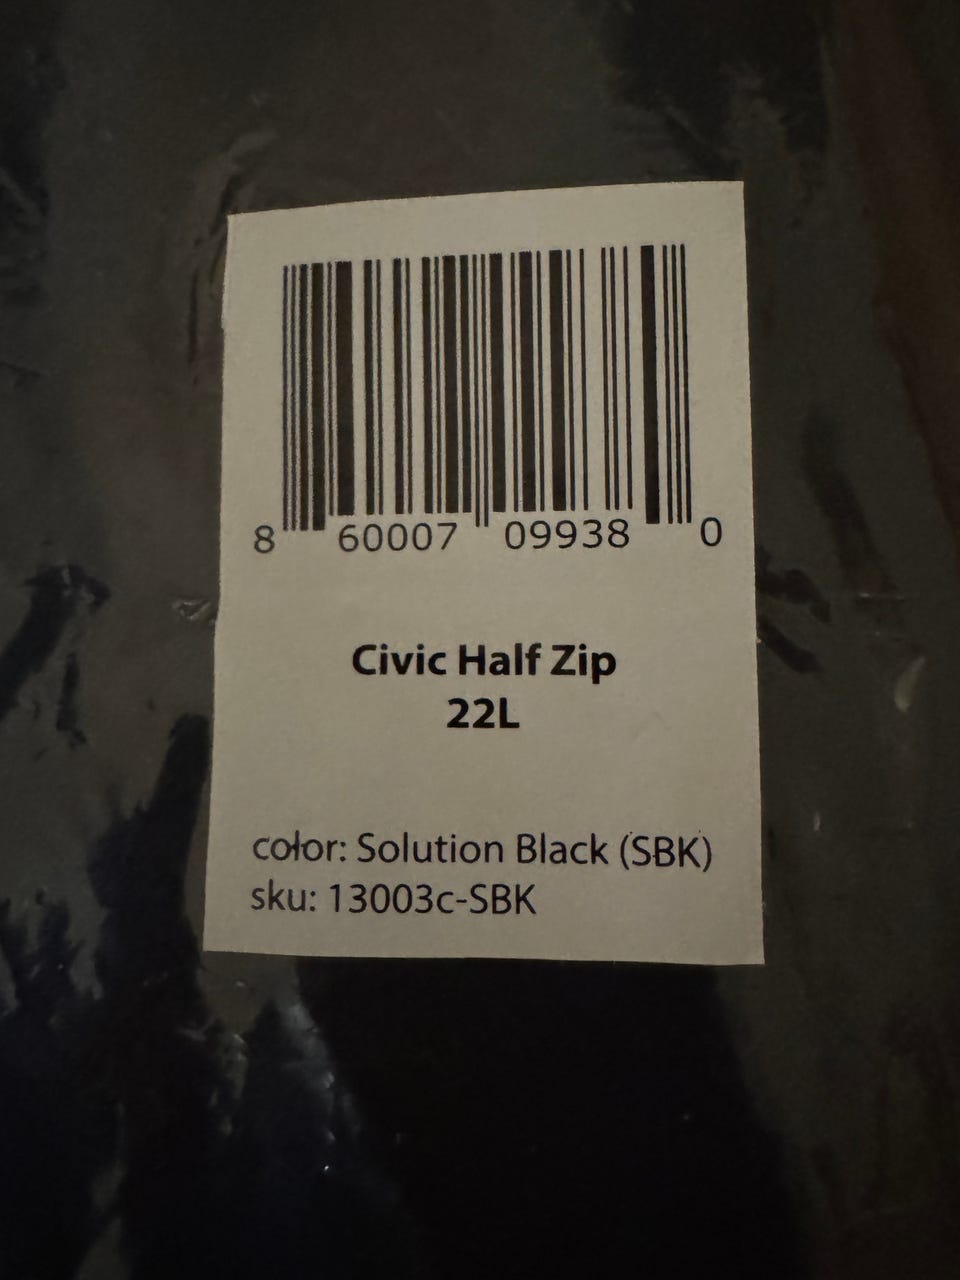 8 60007 09938 0
Civic Half Zip
22L
color: Solution Black (SBK)
sku: 13003c-SBK